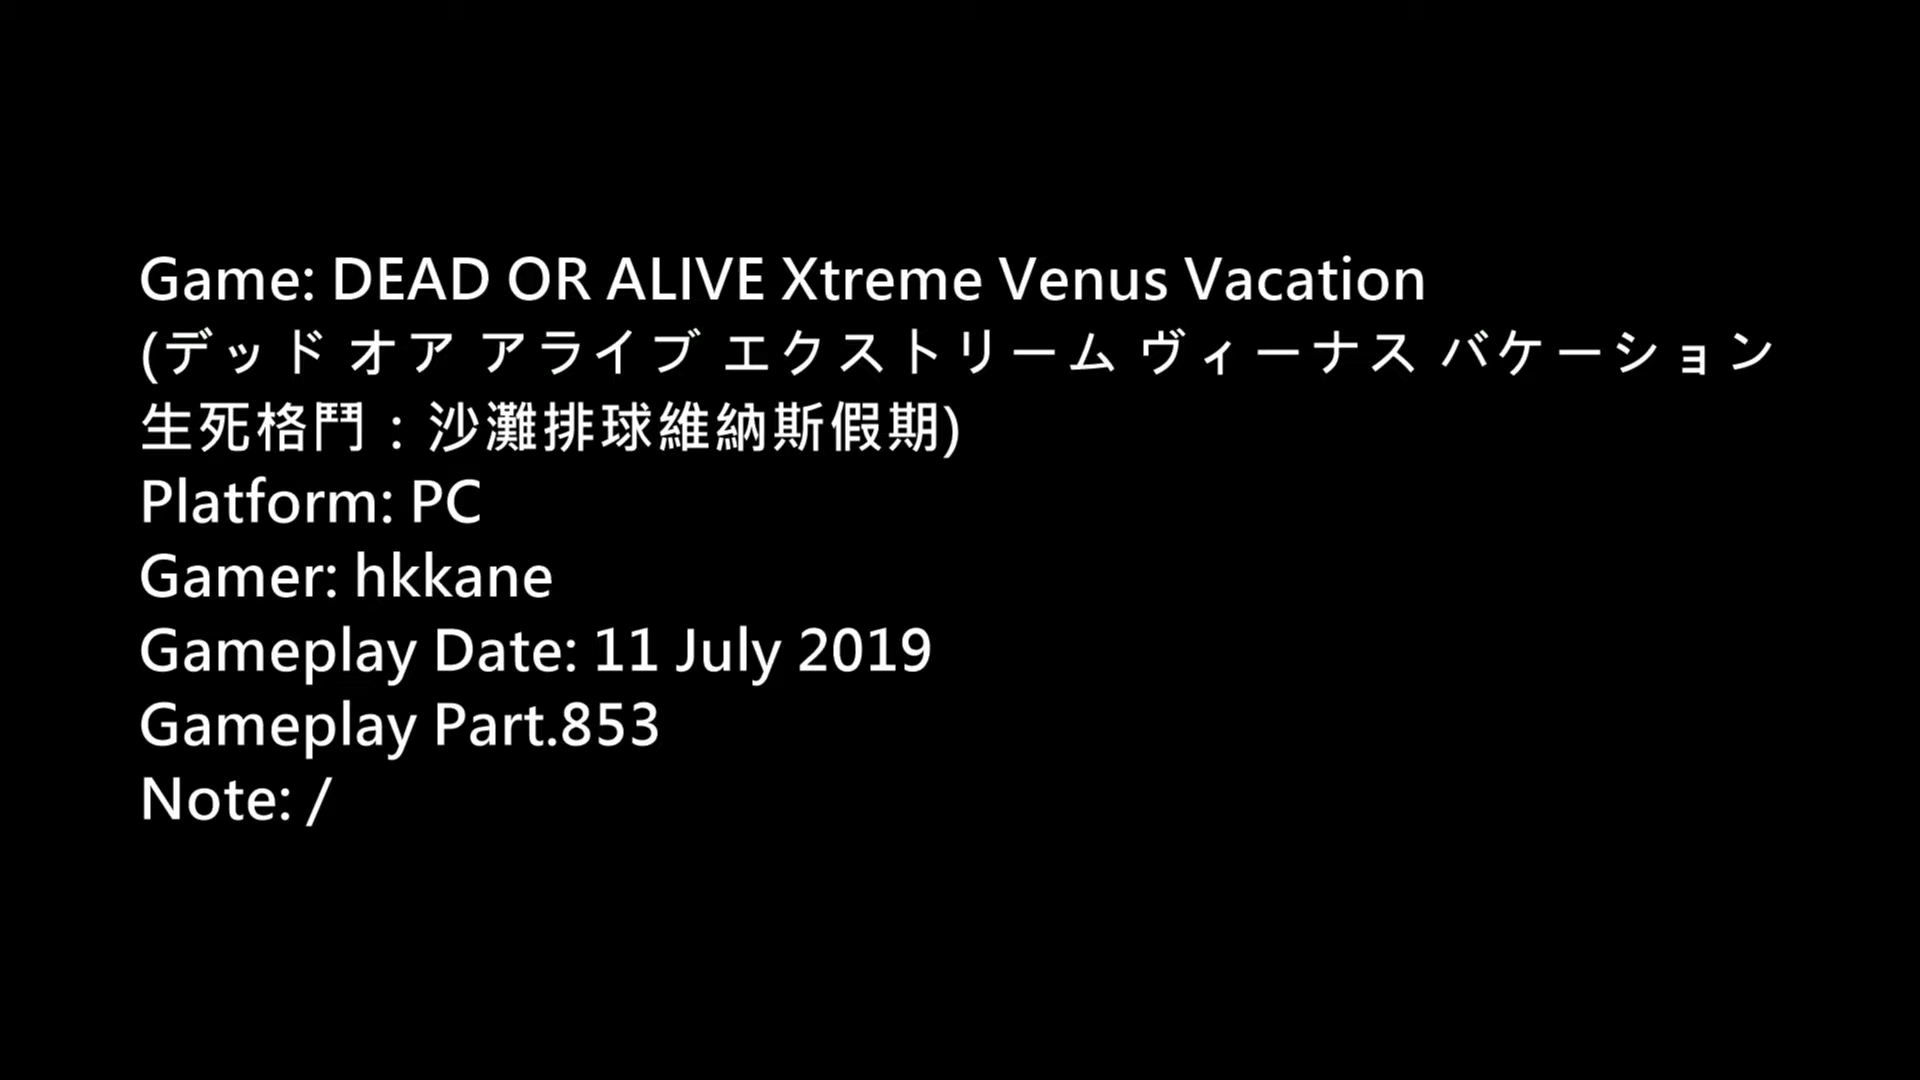 Game: DEAD OR ALIVE Xtreme Venus Vacation
(デッド オア アライブ エクストリーム ヴィーナス バケーション
生死格鬥：沙灘排球維納斯假期)
Platform: PC
Gamer: hkkane
Gameplay Date: 11 July 2019
Gameplay Part.853
Note: /